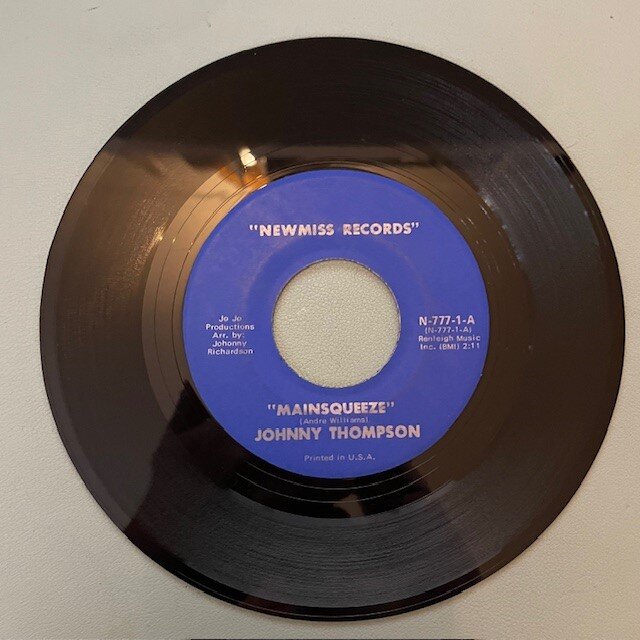 "NEWMISS RECORDS"
Jo Jo
Productions
Arr. by:
Johonny
Richardson
N-777-1-A
(N-777-1-A)
Renleigh Music
Inc. (BMI) 2:11
"MAINSQUEEZE"
(Andre Williams)
JOHNNY THOMPSON
Printed in U.S.A.